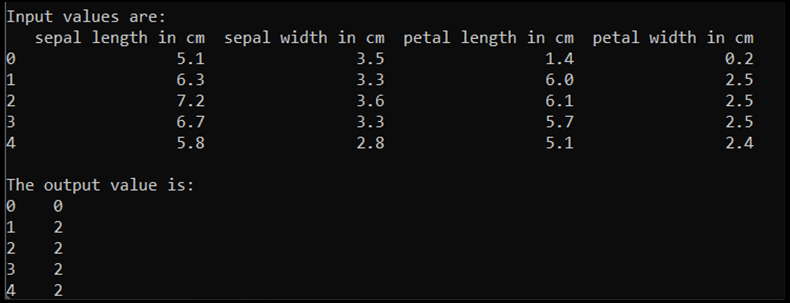 Input values are:
sepal length in cm sepal width in cm petal length in cm petal width in cm
0 5.1 3.5 1.4 0.2
1 6.3 3.3 6.0 2.5
2 7.2 3.6 6.1 2.5
3 6.7 3.3 5.7 2.5
4 5.8 2.8 5.1 2.4
The output value is:
0 0
1 2
2 2
3 2
4 2